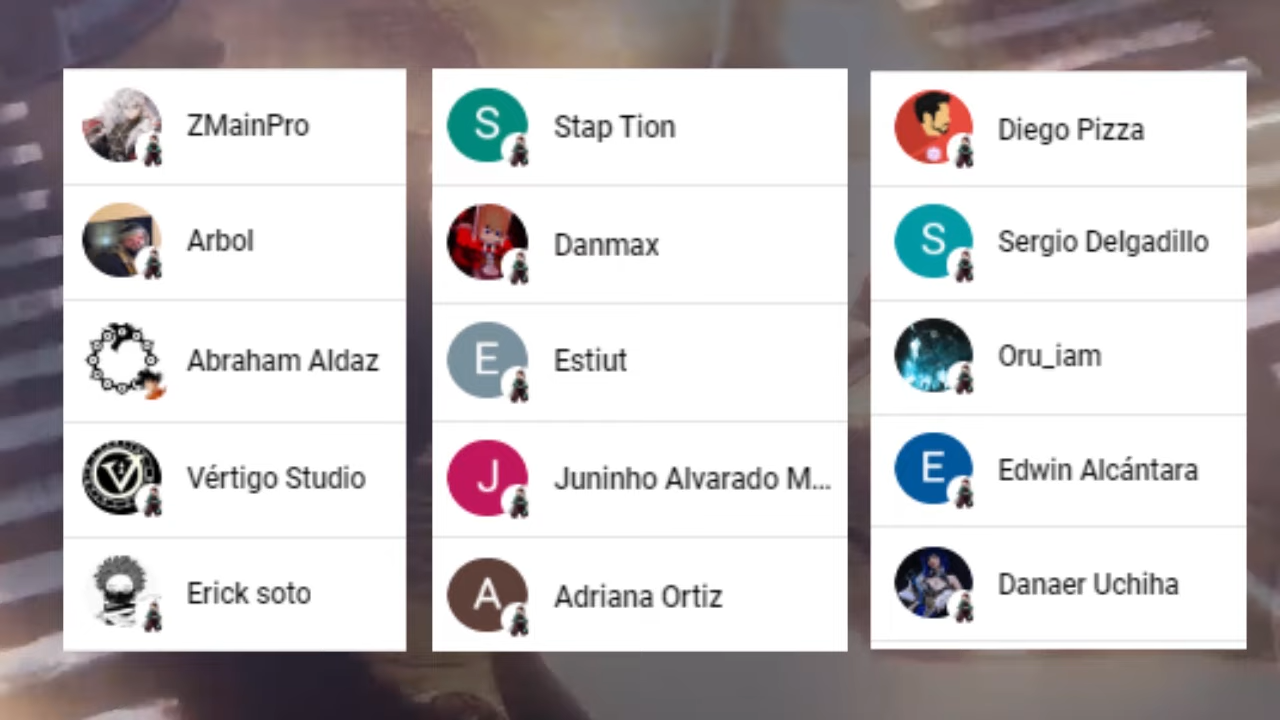 ZMainPro
Arbol
Abraham Aldaz
Vértigo Studio
Erick soto
S
Stap Tion
Danmax
E
Estiut
J
Juninho Alvarado M...
A
Adriana Ortiz
Diego Pizza
S
Sergio Delgadillo
Oru_iam
E
Edwin Alcántara
Danaer Uchiha